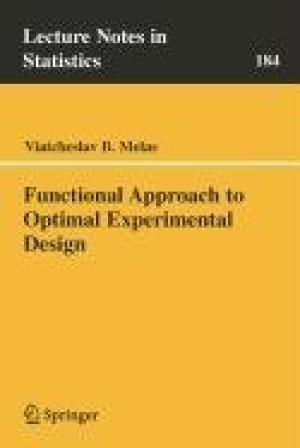 Lecture Notes in
Statistics
184
Viatcheslav B. Melas
Functional Approach to
Optimal Experimental
Design
Springer